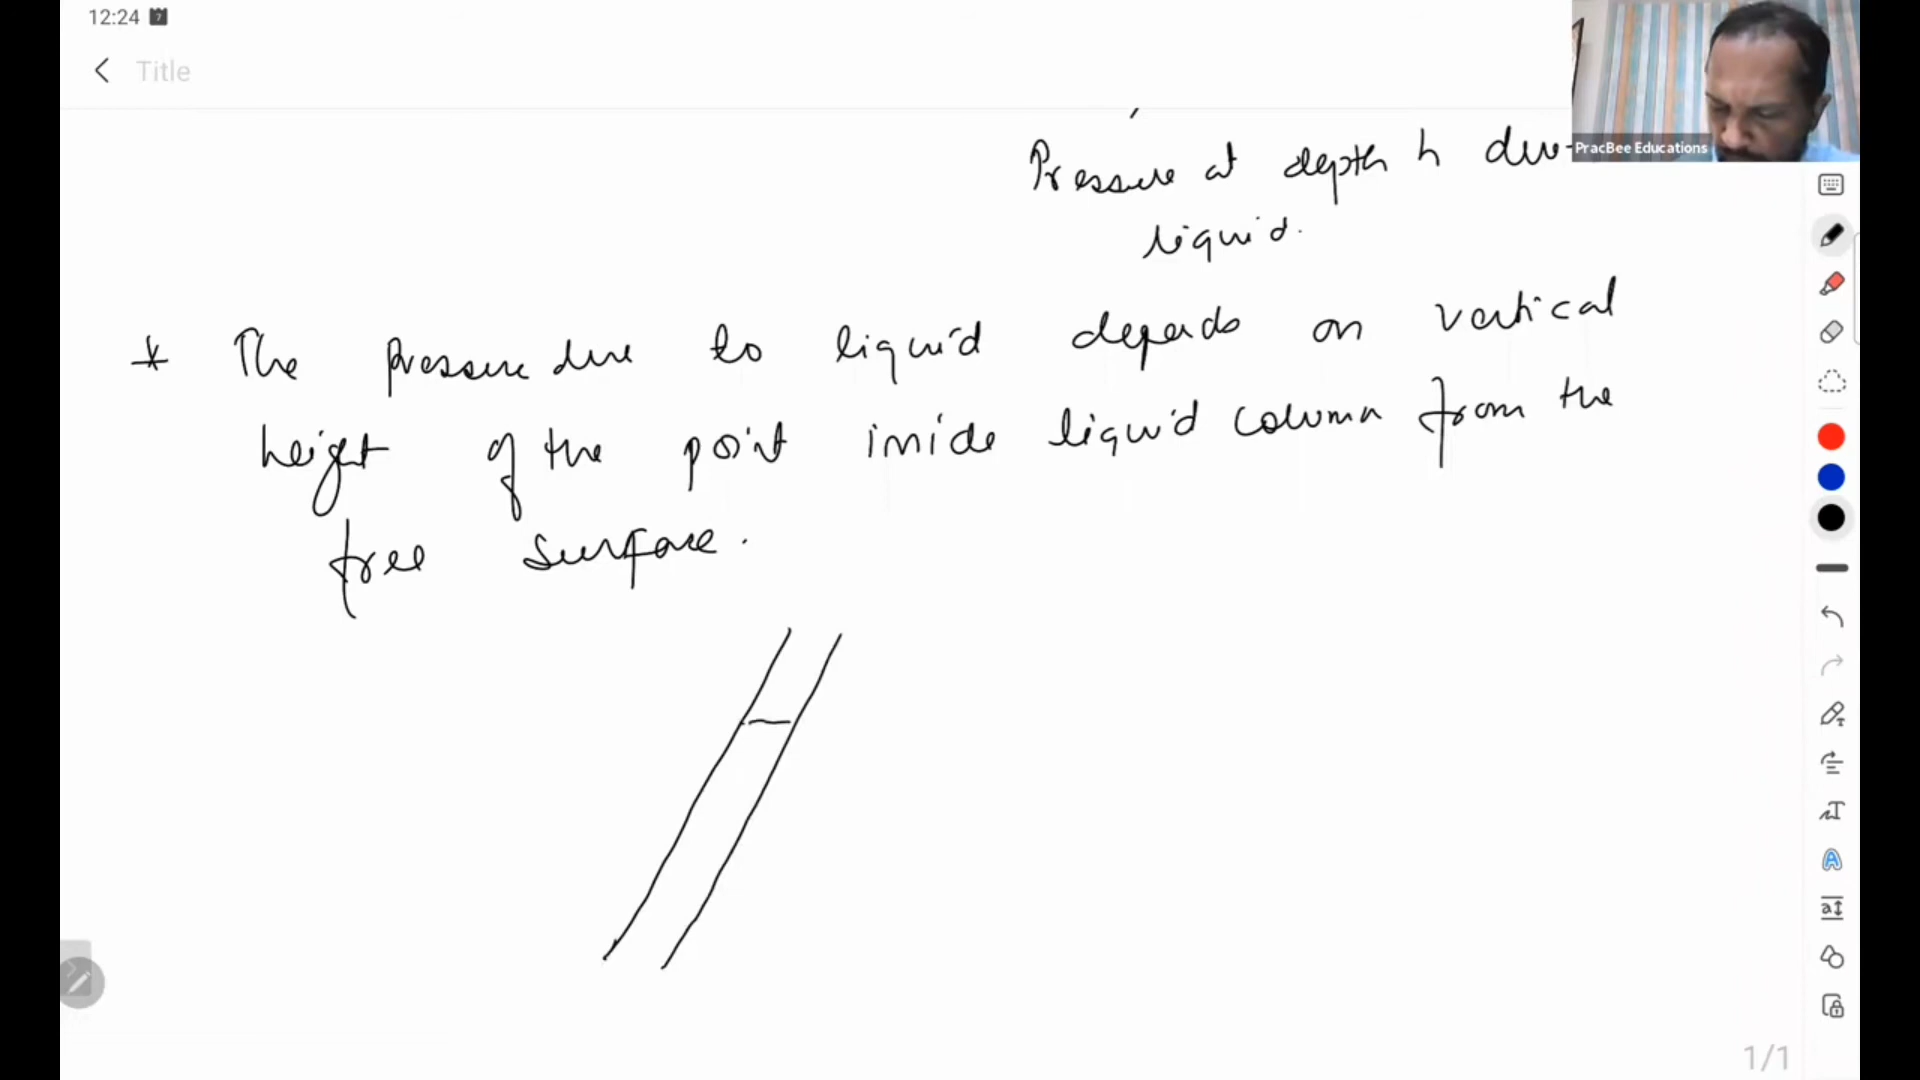 12:24
Title
PracBee Educations
Pressure at depth h due
liquid.
* The pressure due to liquid depends on vertical
height of the point inside liquid column from the
free surface.
1/1